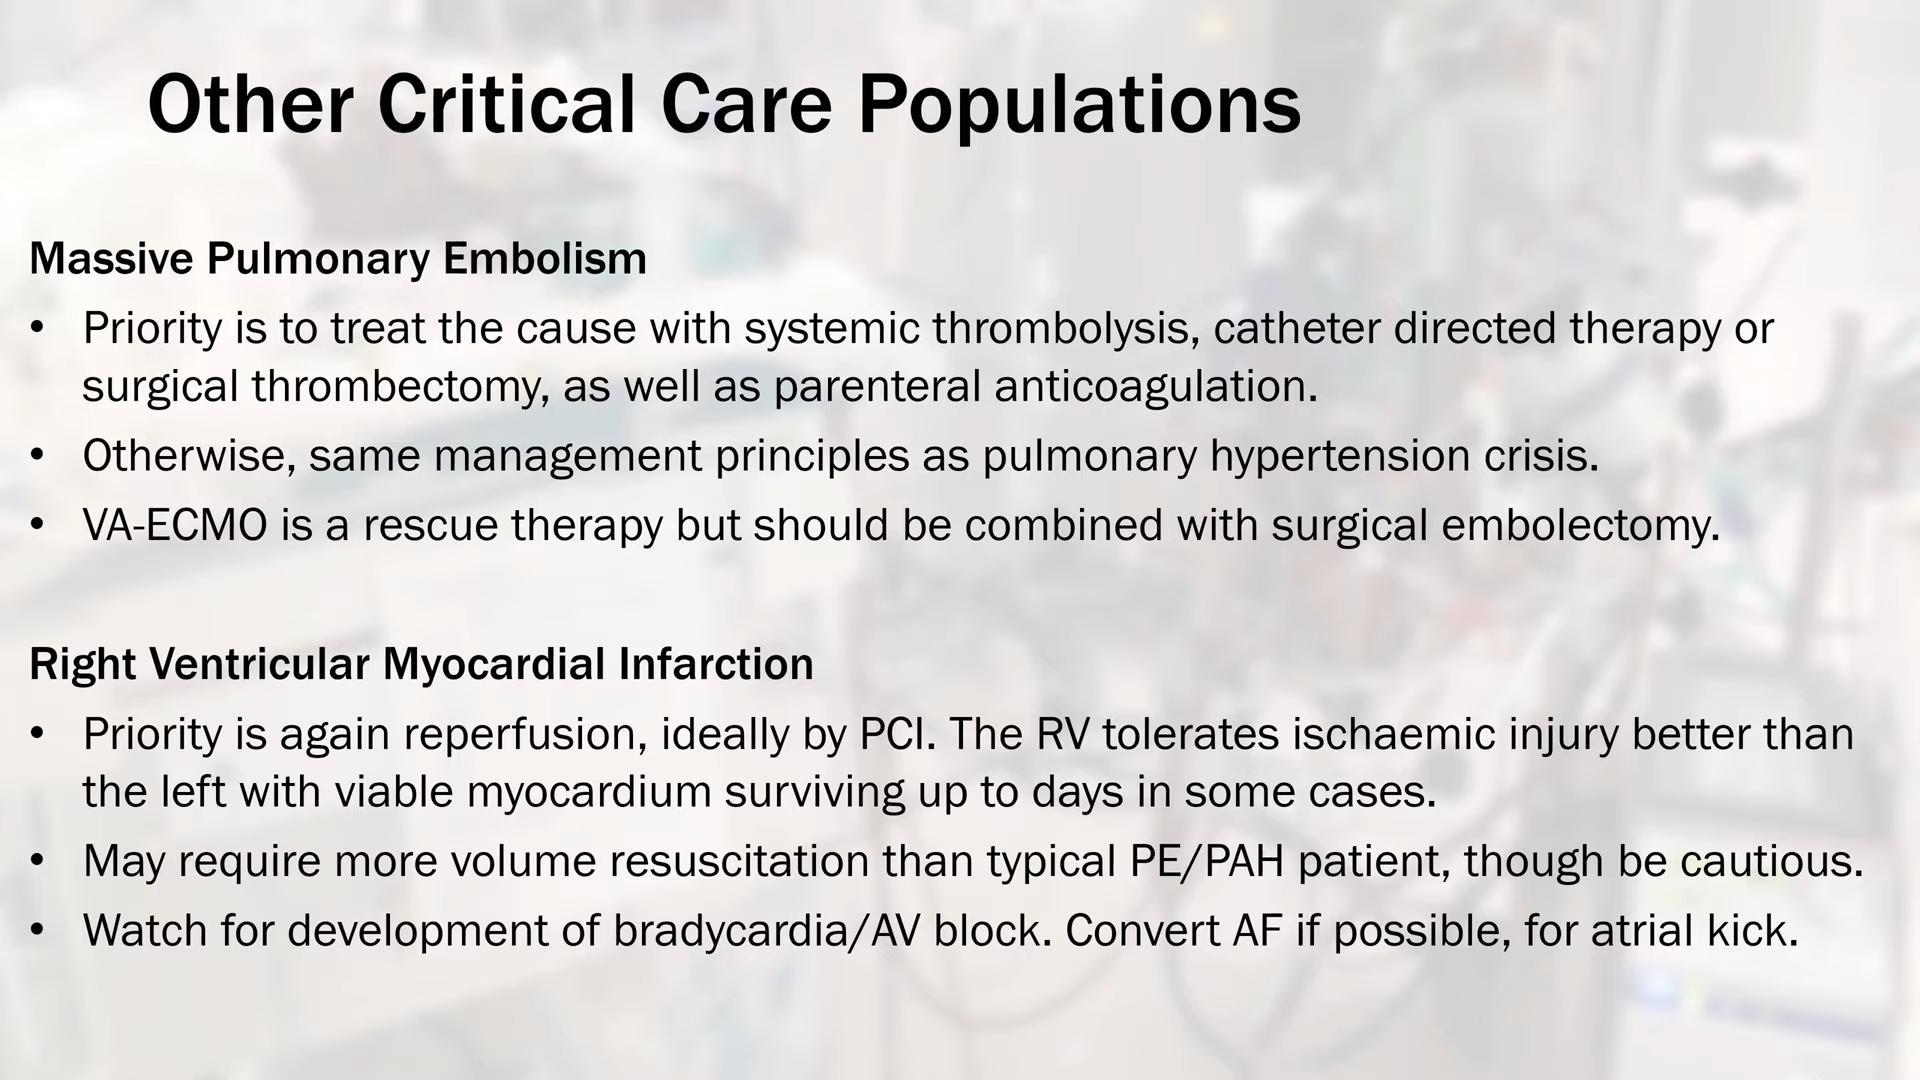 Other Critical Care Populations
Massive Pulmonary Embolism
• Priority is to treat the cause with systemic thrombolysis, catheter directed therapy or
surgical thrombectomy, as well as parenteral anticoagulation.
• Otherwise, same management principles as pulmonary hypertension crisis.
• VA-ECMO is a rescue therapy but should be combined with surgical embolectomy.
Right Ventricular Myocardial Infarction
• Priority is again reperfusion, ideally by PCI. The RV tolerates ischaemic injury better than
the left with viable myocardium surviving up to days in some cases.
• May require more volume resuscitation than typical PE/PAH patient, though be cautious.
• Watch for development of bradycardia/AV block. Convert AF if possible, for atrial kick.